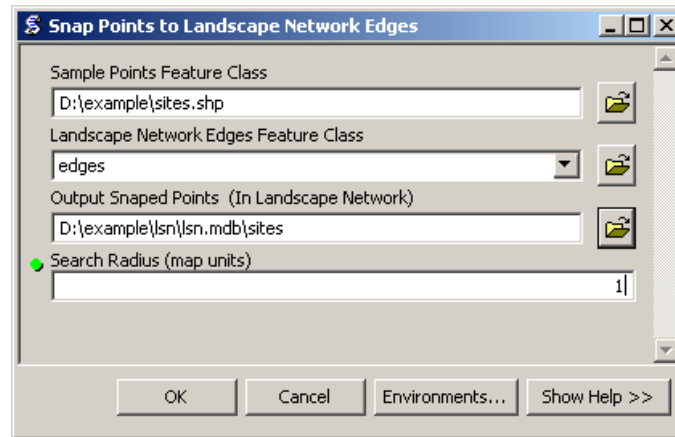 Snap Points to Landscape Network Edges
Sample Points Feature Class
D:\example\sites.shp
Landscape Network Edges Feature Class
edges
Output Snaped Points (In Landscape Network)
D:\example\lsn\lsn.mdb\sites
Search Radius (map units)
1
OK Cancel Environments... Show Help >>